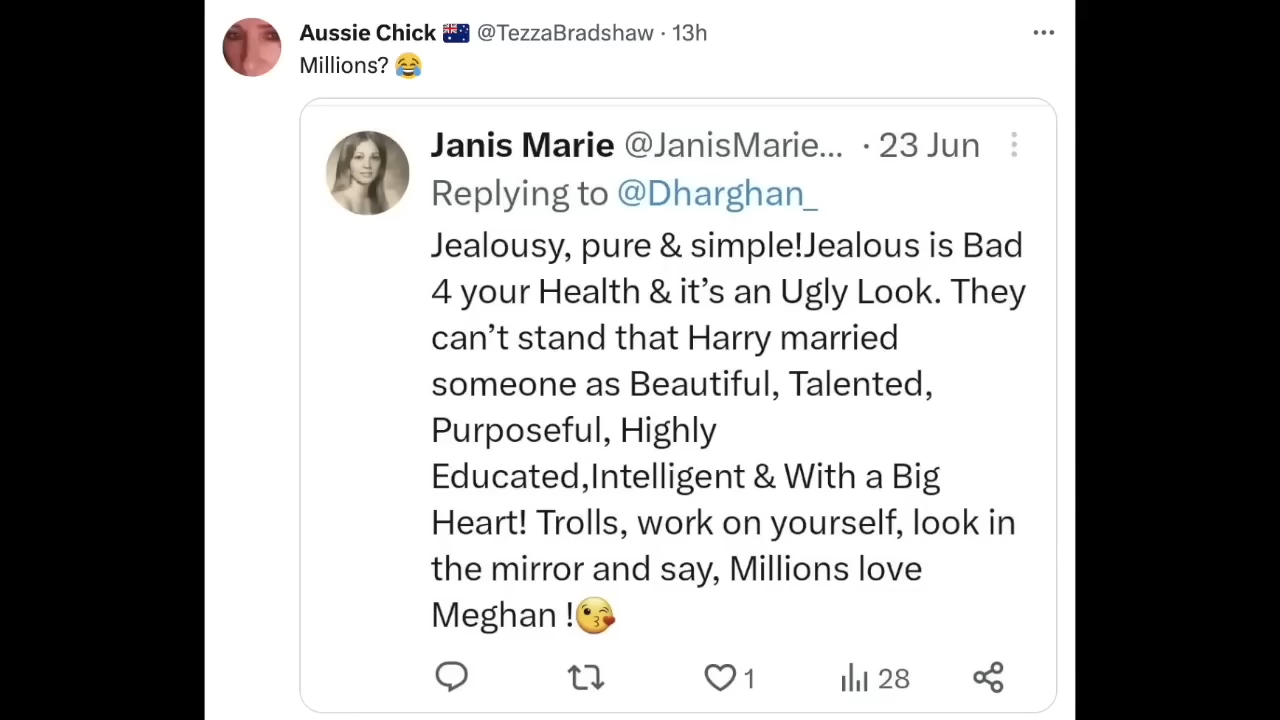 Aussie Chick 🇦🇺 @TezzaBradshaw · 13h
Millions? 😂
Janis Marie @JanisMarie... · 23 Jun
Replying to @Dharghan_
Jealousy, pure & simple!Jealous is Bad
4 your Health & it’s an Ugly Look. They
can’t stand that Harry married
someone as Beautiful, Talented,
Purposeful, Highly
Educated,Intelligent & With a Big
Heart! Trolls, work on yourself, look in
the mirror and say, Millions love
Meghan !😘
1 28